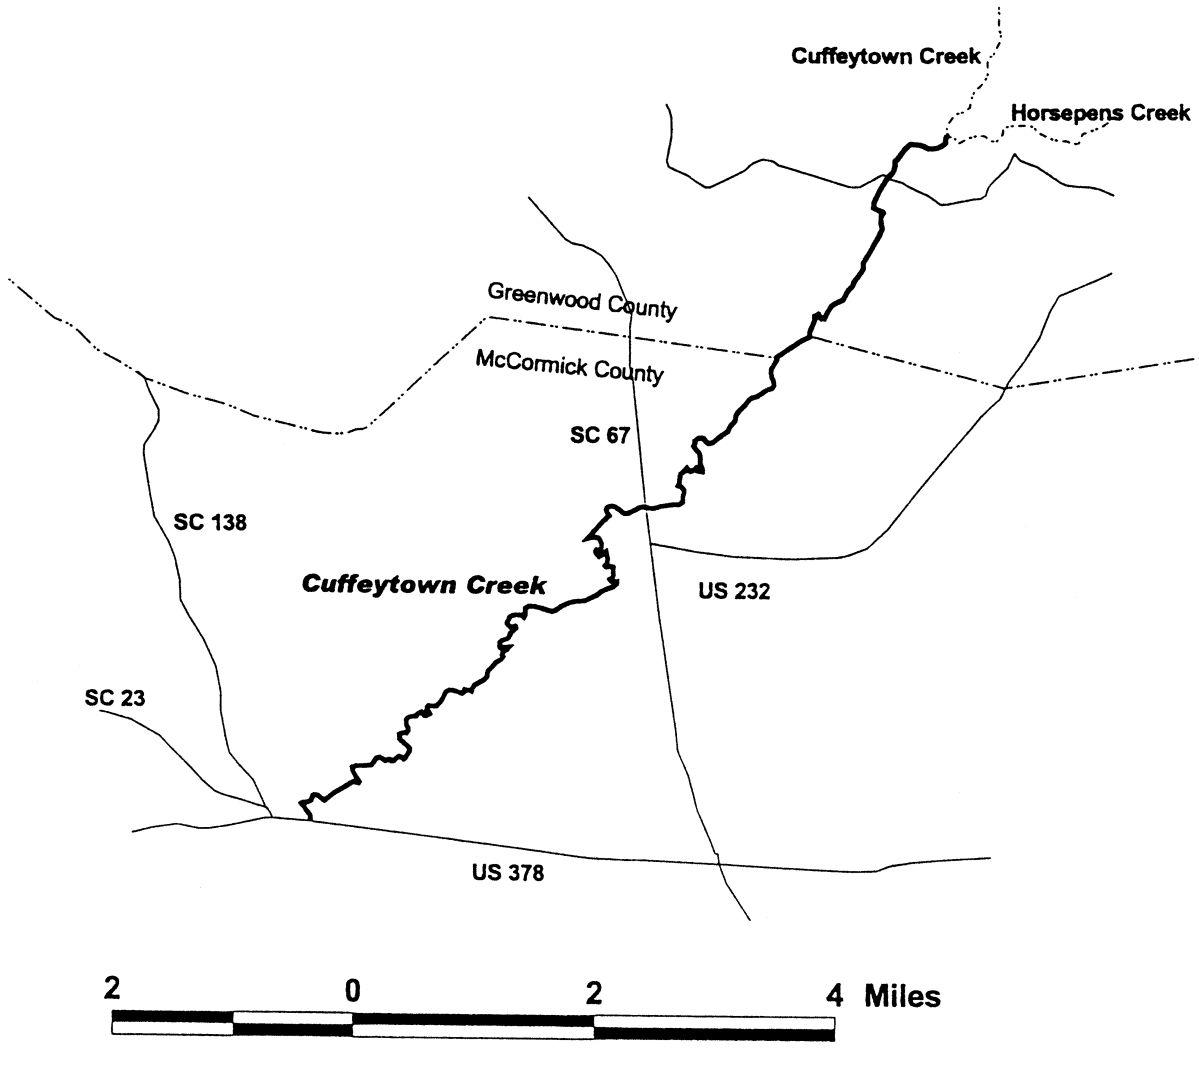 Cuffeytown Creek
Horsepens Creek
Greenwood County
McCormick County
SC 67
SC 138
Cuffeytown Creek
US 232
SC 23
US 378
2 0 2 4 Miles